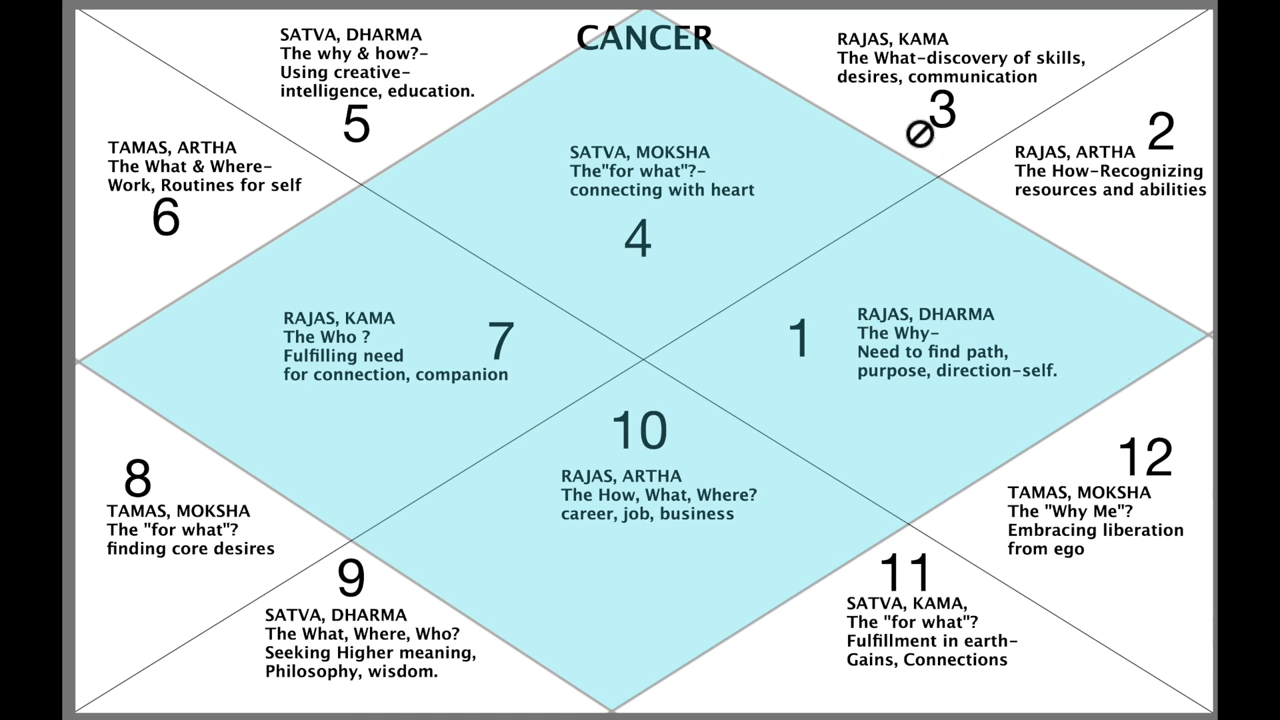 CANCER
SATVA, DHARMA
The why & how?-
Using creative-
intelligence, education.
5
RAJAS, KAMA
The What-discovery of skills,
desires, communication
3
2
RAJAS, ARTHA
The How-Recognizing
resources and abilities
TAMAS, ARTHA
The What & Where-
Work, Routines for self
6
SATVA, MOKSHA
The"for what"?-
connecting with heart
4
RAJAS, KAMA
The Who ?
Fulfilling need
for connection, companion
7
1
RAJAS, DHARMA
The Why-
Need to find path,
purpose, direction-self.
10
RAJAS, ARTHA
The How, What, Where?
career, job, business
8
TAMAS, MOKSHA
The "for what"?
finding core desires
12
TAMAS, MOKSHA
The "Why Me"?
Embracing liberation
from ego
9
SATVA, DHARMA
The What, Where, Who?
Seeking Higher meaning,
Philosophy, wisdom.
11
SATVA, KAMA,
The "for what"?
Fulfillment in earth-
Gains, Connections